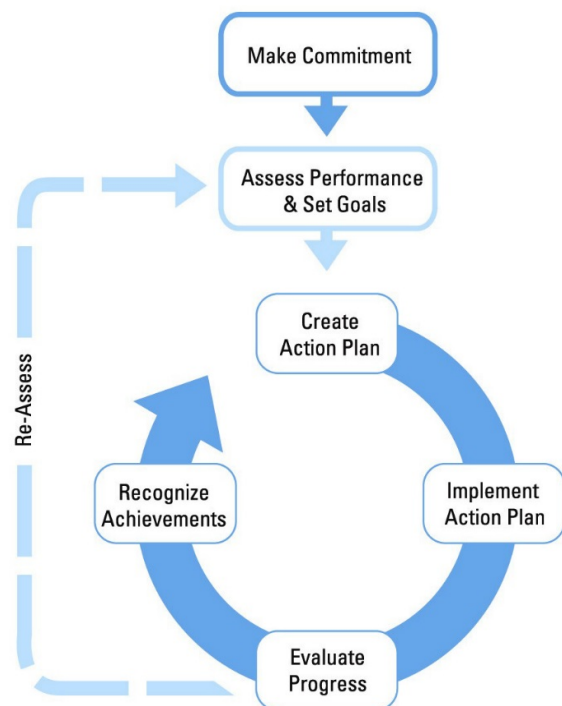 Make Commitment
Assess Performance
& Set Goals
Create
Action Plan
Re-Assess
Recognize
Achievements
Implement
Action Plan
Evaluate
Progress